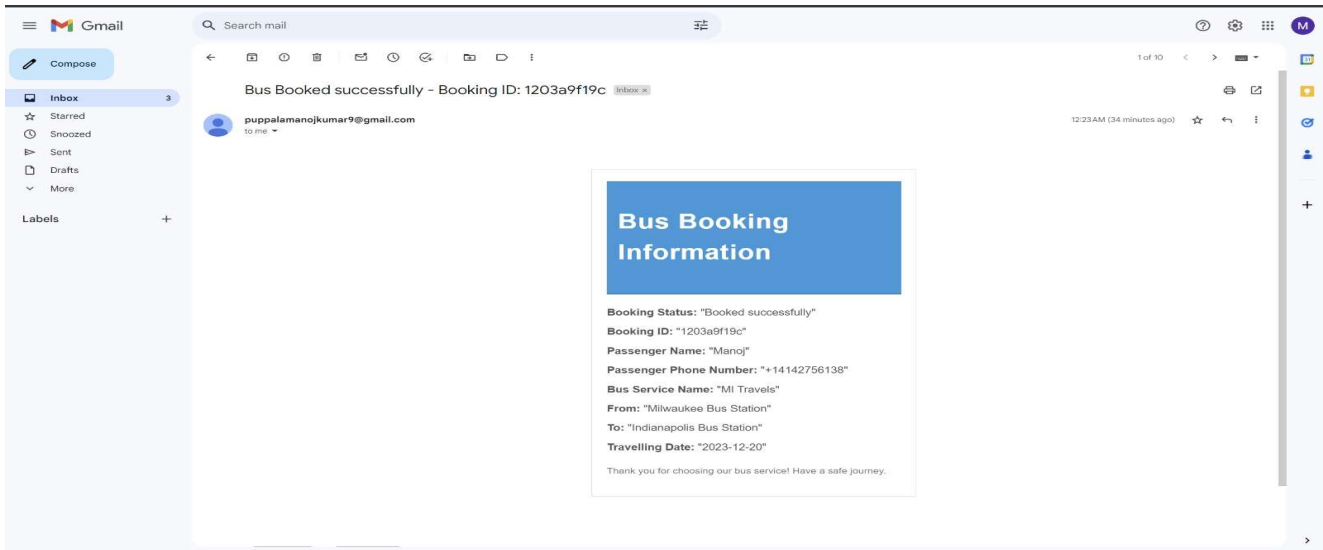 Gmail
Search mail
M
Compose
1 of 10
Inbox 3
Starred
Snoozed
Sent
Drafts
More
Labels
Bus Booked successfully - Booking ID: 1203a9f19c Inbox x
puppalamanojkumar9@gmail.com 12:23 AM (34 minutes ago)
to me
Bus Booking
Information
Booking Status: "Booked successfully"
Booking ID: "1203a9f19c"
Passenger Name: "Manoj"
Passenger Phone Number: "+14142756138"
Bus Service Name: "MI Travels"
From: "Milwaukee Bus Station"
To: "Indianapolis Bus Station"
Travelling Date: "2023-12-20"
Thank you for choosing our bus service! Have a safe journey.